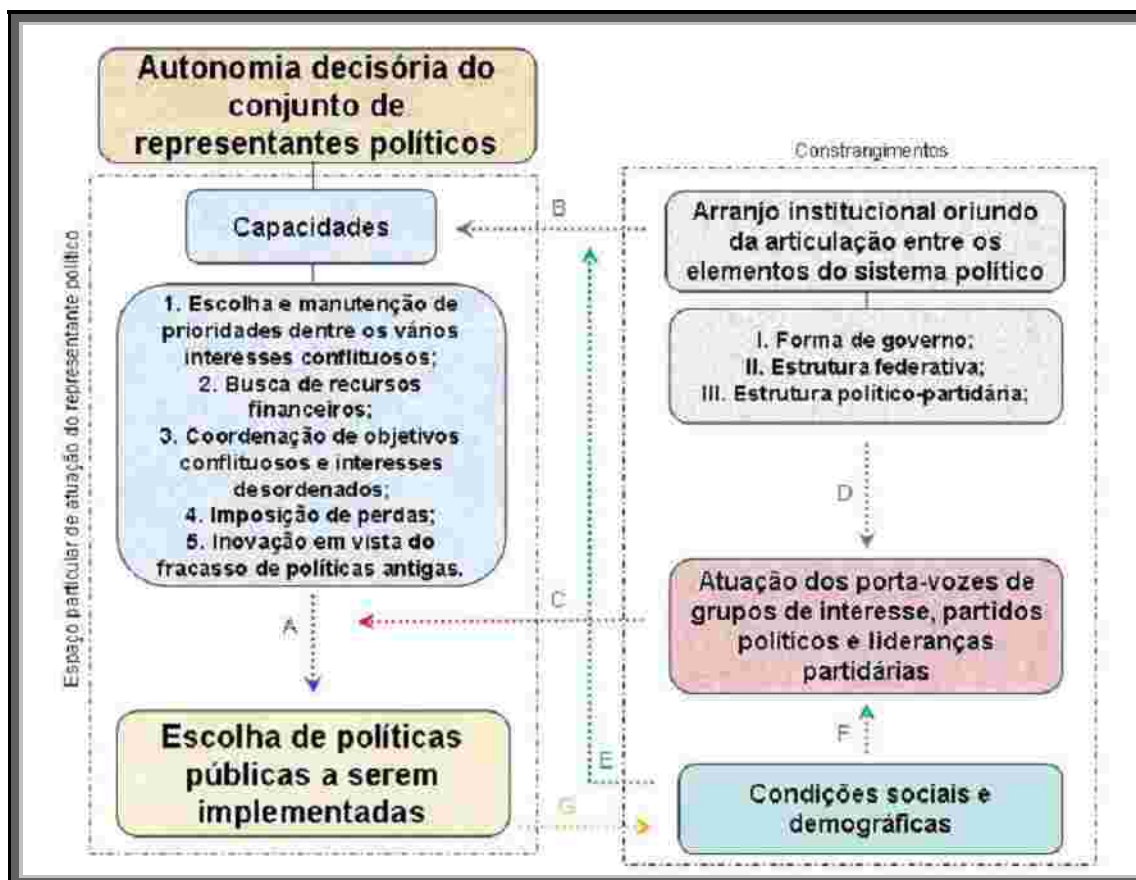 Autonomia decisória do
conjunto de
representantes políticos
Espaço particular de atuação do representante político
Capacidades
1. Escolha e manutenção de
prioridades dentre os vários
interesses conflituosos;
2. Busca de recursos
financeiros;
3. Coordenação de objetivos
conflituosos e interesses
desordenados;
4. Imposição de perdas;
5. Inovação em vista do
fracasso de políticas antigas.
A
Escolha de políticas
públicas a serem
implementadas
B
C
E
G
Constrangimentos
Arranjo institucional oriundo
da articulação entre os
elementos do sistema político
I. Forma de governo;
II. Estrutura federativa;
III. Estrutura político-partidária;
D
Atuação dos porta-vozes de
grupos de interesse, partidos
políticos e lideranças
partidárias
F
Condições sociais e
demográficas